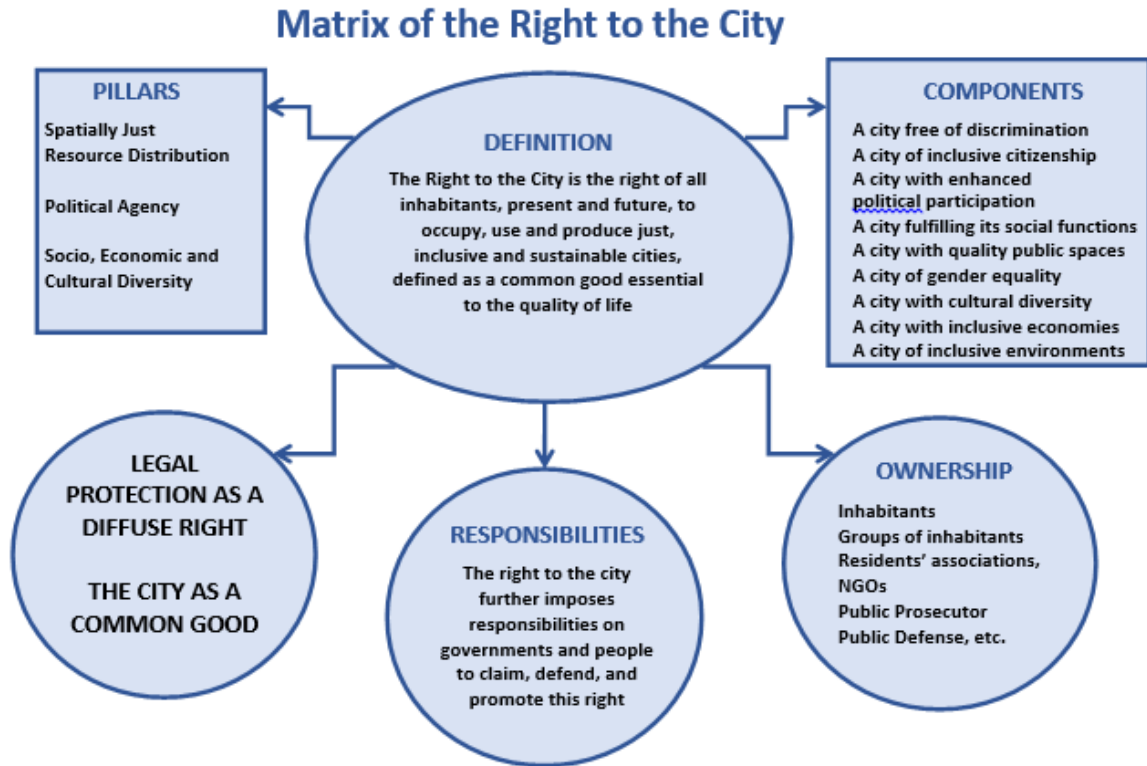 Matrix of the Right to the City
PILLARS
Spatially Just
Resource Distribution
Political Agency
Socio, Economic and
Cultural Diversity
DEFINITION
The Right to the City is the right of all
inhabitants, present and future, to
occupy, use and produce just,
inclusive and sustainable cities,
defined as a common good essential
to the quality of life
COMPONENTS
A city free of discrimination
A city of inclusive citizenship
A city with enhanced
political participation
A city fulfilling its social functions
A city with quality public spaces
A city of gender equality
A city with cultural diversity
A city with inclusive economies
A city of inclusive environments
LEGAL
PROTECTION AS A
DIFFUSE RIGHT
THE CITY AS A
COMMON GOOD
RESPONSIBILITIES
The right to the city
further imposes
responsibilities on
governments and people
to claim, defend, and
promote this right
OWNERSHIP
Inhabitants
Groups of inhabitants
Residents’ associations,
NGOs
Public Prosecutor
Public Defense, etc.